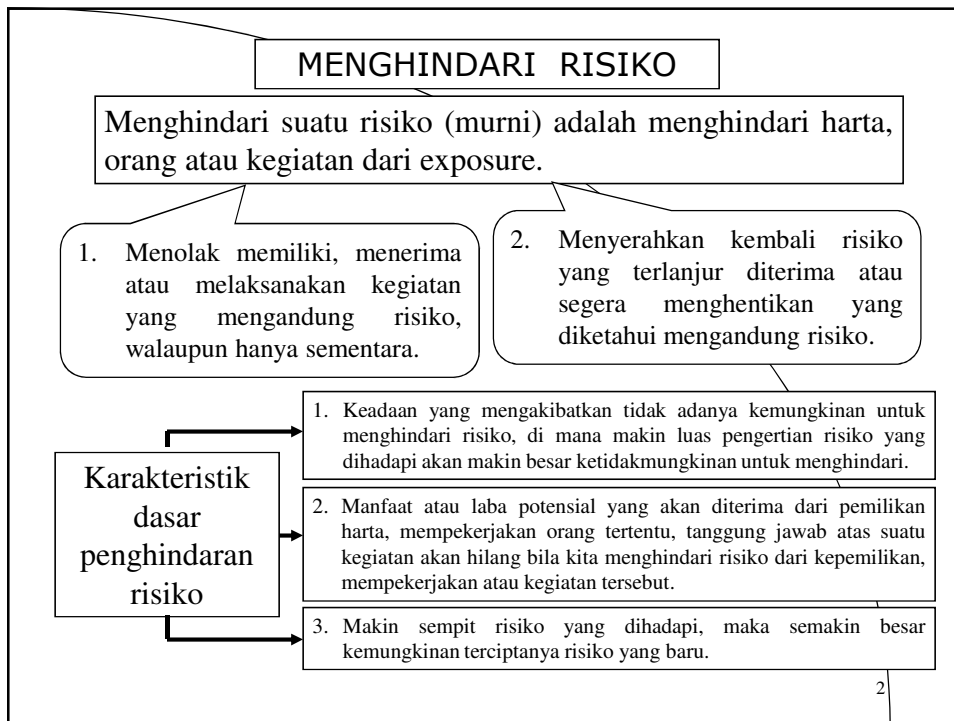 MENGHINDARI RISIKO
Menghindari suatu risiko (murni) adalah menghindari harta,
orang atau kegiatan dari exposure.
1. Menolak memiliki, menerima
atau melaksanakan kegiatan
yang mengandung risiko,
walaupun hanya sementara.
2. Menyerahkan kembali risiko
yang terlanjur diterima atau
segera menghentikan yang
diketahui mengandung risiko.
Karakteristik
dasar
penghindaran
risiko
1. Keadaan yang mengakibatkan tidak adanya kemungkinan untuk
menghindari risiko, di mana makin luas pengertian risiko yang
dihadapi akan makin besar ketidakmungkinan untuk menghindari.
2. Manfaat atau laba potensial yang akan diterima dari pemilikan
harta, mempekerjakan orang tertentu, tanggung jawab atas suatu
kegiatan akan hilang bila kita menghindari risiko dari kepemilikan,
mempekerjakan atau kegiatan tersebut.
3. Makin sempit risiko yang dihadapi, maka semakin besar
kemungkinan terciptanya risiko yang baru.
2